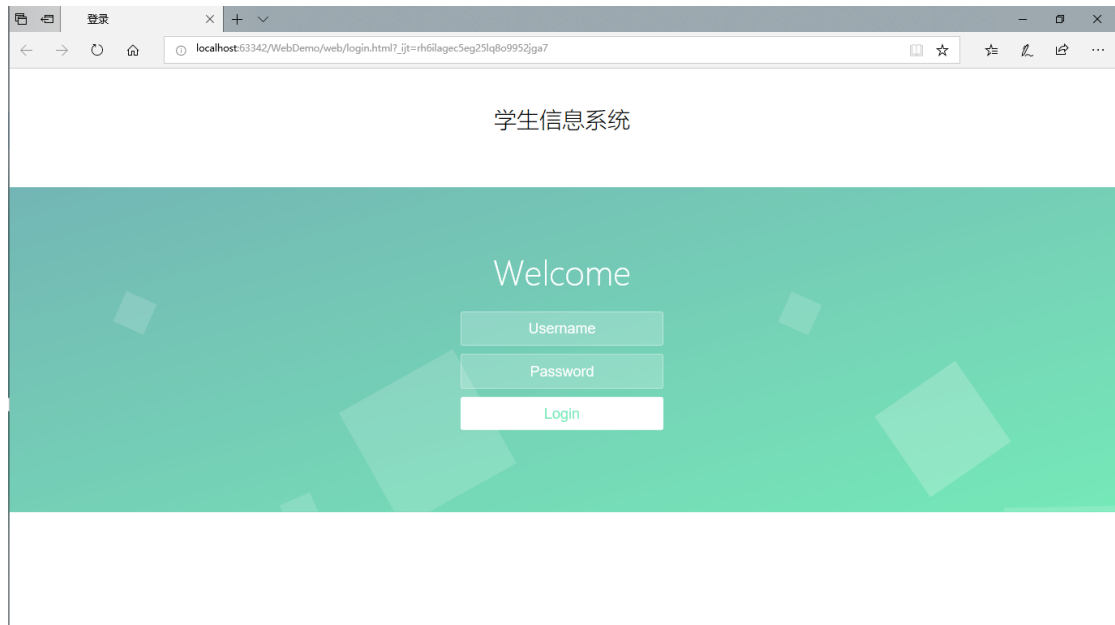 登录
localhost:63342/WebDemo/web/login.html?_ijt=rh6ilagec5eg25lq8o9952jga7
学生信息系统
Welcome
Username
Password
Login